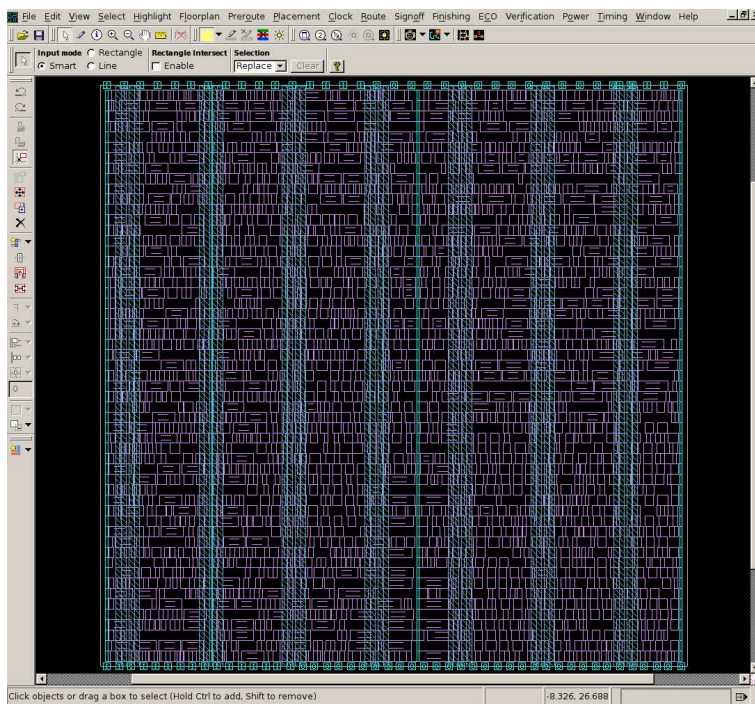 File Edit View Select Highlight Floorplan Preroute Placement Clock Route Signoff Finishing ECO Verification Power Timing Window Help
Input mode Rectangle Rectangle Intersect Selection
Smart Line Enable Replace Clear
0
Click objects or drag a box to select (Hold Ctrl to add, Shift to remove) -8.326, 26.688